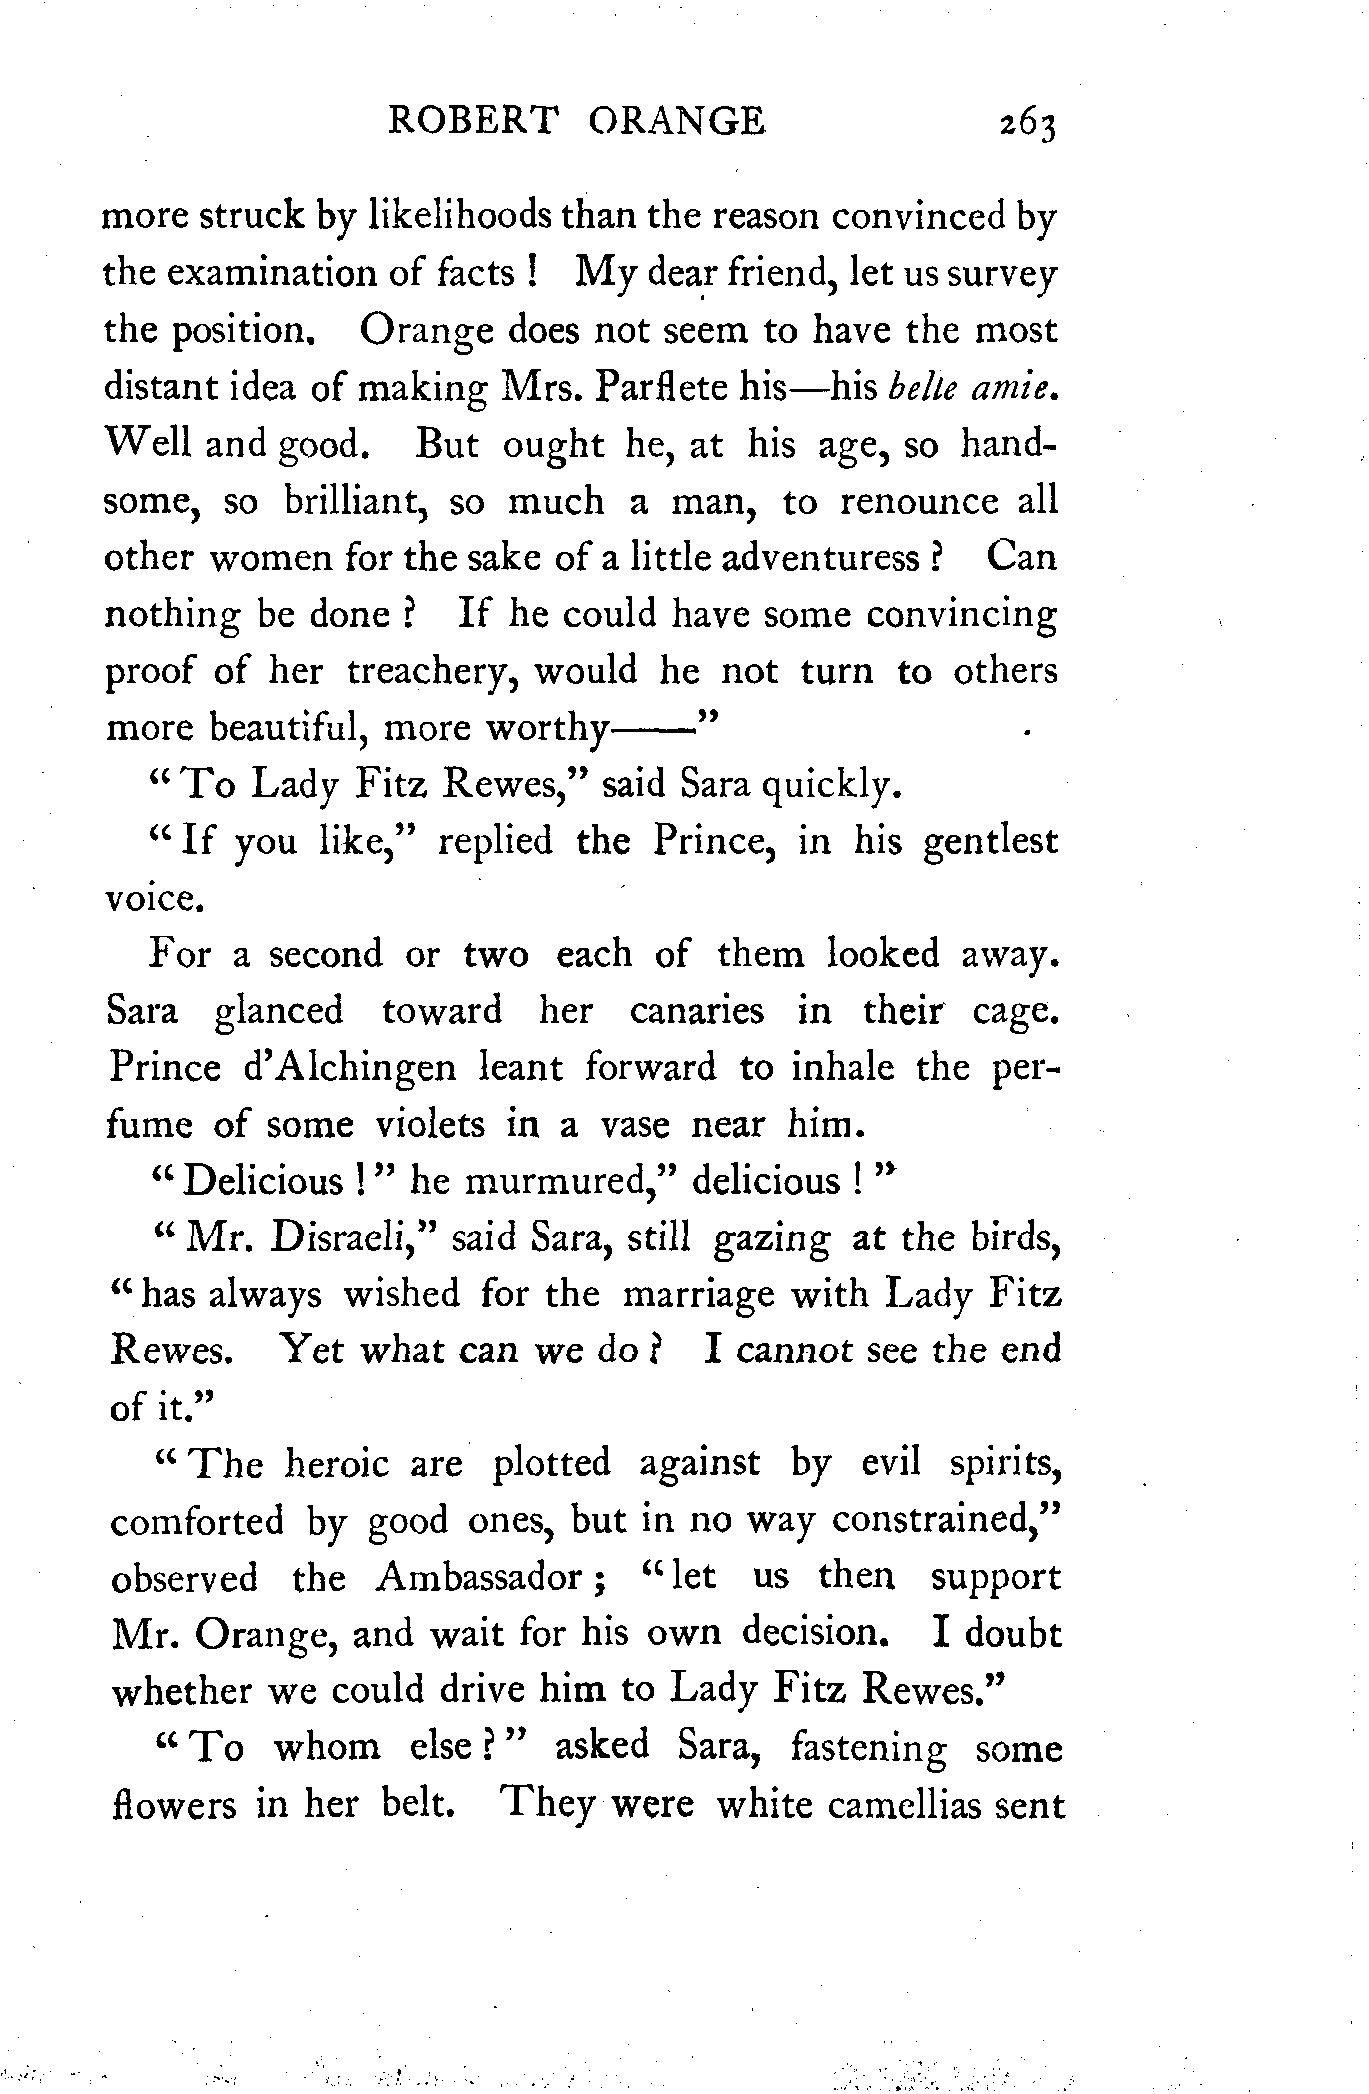 ROBERT ORANGE 263
more struck by likelihoods than the reason convinced by
the examination of facts ! My dear friend, let us survey
the position. Orange does not seem to have the most
distant idea of making Mrs. Parflete his—his belle amie.
Well and good. But ought he, at his age, so hand-
some, so brilliant, so much a man, to renounce all
other women for the sake of a little adventuress ? Can
nothing be done ? If he could have some convincing
proof of her treachery, would he not turn to others
more beautiful, more worthy——"
"To Lady Fitz Rewes," said Sara quickly.
"If you like," replied the Prince, in his gentlest
voice.
For a second or two each of them looked away.
Sara glanced toward her canaries in their cage.
Prince d'Alchingen leant forward to inhale the per-
fume of some violets in a vase near him.
"Delicious !" he murmured," delicious ! "
"Mr. Disraeli," said Sara, still gazing at the birds,
"has always wished for the marriage with Lady Fitz
Rewes. Yet what can we do ? I cannot see the end
of it."
"The heroic are plotted against by evil spirits,
comforted by good ones, but in no way constrained,"
observed the Ambassador ; "let us then support
Mr. Orange, and wait for his own decision. I doubt
whether we could drive him to Lady Fitz Rewes."
"To whom else ? " asked Sara, fastening some
flowers in her belt. They were white camellias sent